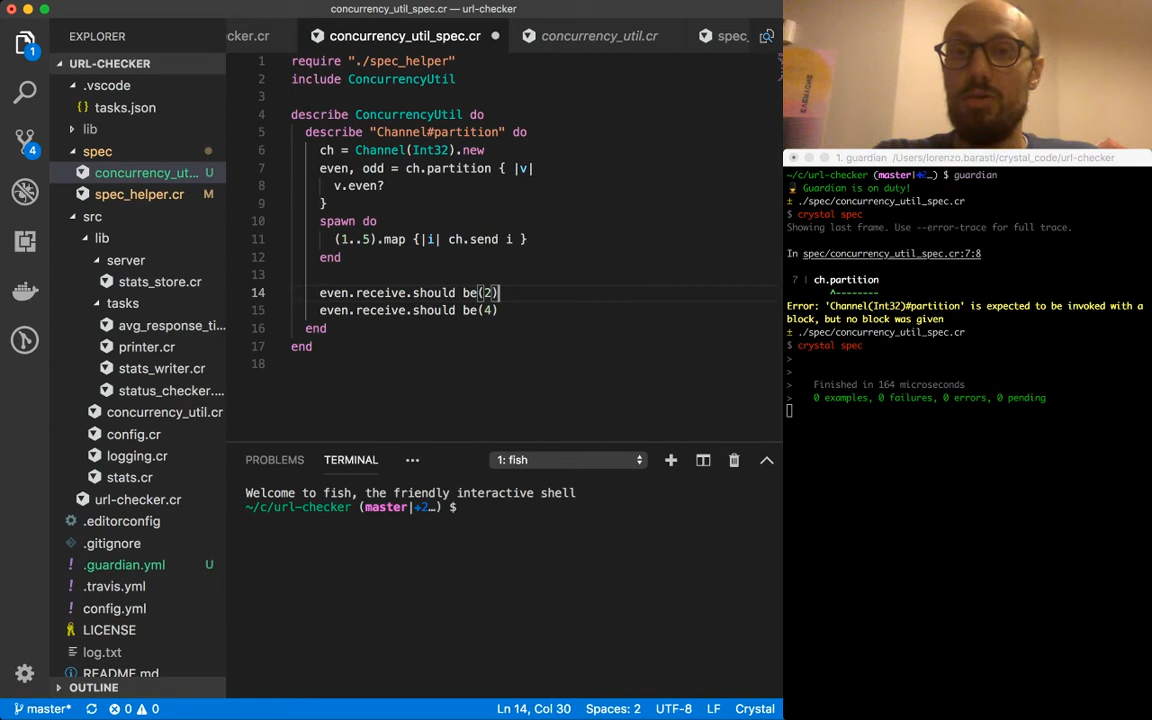 concurrency_util_spec.cr — url-checker
EXPLORER
URL-CHECKER
.vscode
tasks.json
lib
spec
concurrency_ut... U
spec_helper.cr M
src
lib
server
stats_store.cr
tasks
avg_response_ti...
printer.cr
stats_writer.cr
status_checker....
concurrency_util.cr
config.cr
logging.cr
stats.cr
url-checker.cr
.editorconfig
.gitignore
.guardian.yml U
.travis.yml
config.yml
LICENSE
log.txt
README.md
OUTLINE
1
4
cker.cr
concurrency_util_spec.cr
concurrency_util.cr
spec_
1 require "./spec_helper"
2 include ConcurrencyUtil
3
4 describe ConcurrencyUtil do
5 describe "Channel#partition" do
6 ch = Channel(Int32).new
7 even, odd = ch.partition { |v|
8 v.even?
9 }
10 spawn do
11 (1..5).map {|i| ch.send i }
12 end
13
14 even.receive.should be(2)
15 even.receive.should be(4)
16 end
17 end
18
PROBLEMS TERMINAL ••• 1: fish
Welcome to fish, the friendly interactive shell
~/c/url-checker (master|+2…) $
1. guardian /Users/lorenzo.barasti/crystal_code/url-checker
~/c/url-checker (master|+2…) $ guardian
Guardian is on duty!
± ./spec/concurrency_util_spec.cr
$ crystal spec
Showing last frame. Use --error-trace for full trace.
In spec/concurrency_util_spec.cr:7:8
7 | ch.partition
^--------
Error: 'Channel(Int32)#partition' is expected to be invoked with a
block, but no block was given
± ./spec/concurrency_util_spec.cr
$ crystal spec
>
>
> Finished in 164 microseconds
> 0 examples, 0 failures, 0 errors, 0 pending
master* 0 0 Ln 14, Col 30 Spaces: 2 UTF-8 LF Crystal